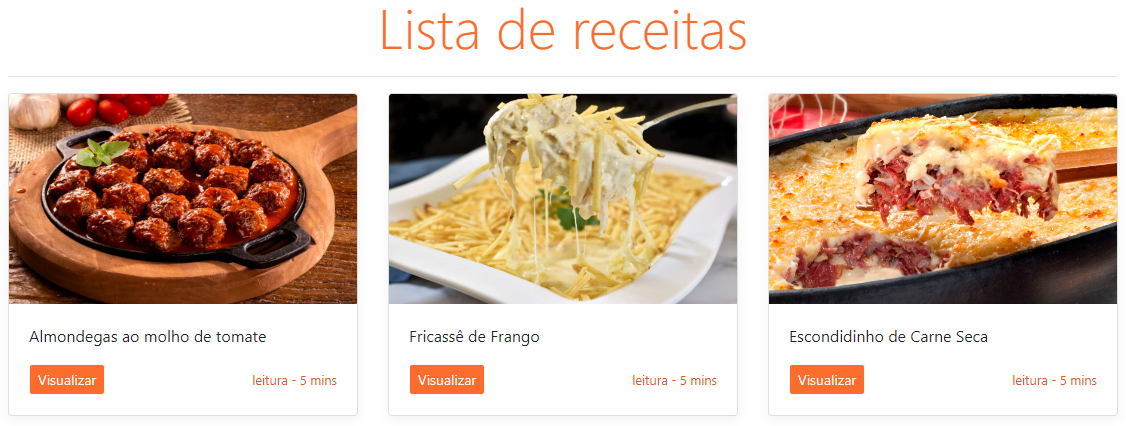 Lista de receitas
Almondegas ao molho de tomate
Visualizar leitura - 5 mins
Fricassê de Frango
Visualizar leitura - 5 mins
Escondidinho de Carne Seca
Visualizar leitura - 5 mins